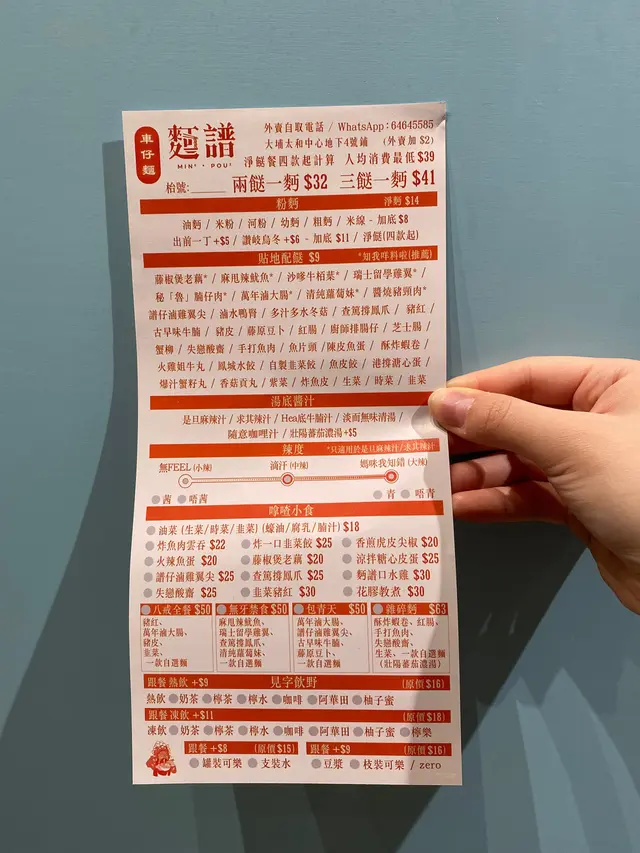 車仔麵
麵譜
MIN⁶ · POU²
外賣自取電話 / WhatsApp：64645585
大埔太和中心地下4號鋪 (外賣加 $2)
淨餸餐四款起計算 人均消費最低 $39
枱號:______ 兩餸一麪 $32 三餸一麪 $41
粉麪 淨麪 $14
油麪 / 米粉 / 河粉 / 幼麪 / 粗麪 / 米線 - 加底 $8
出前一丁+$5 / 讚岐烏冬+$6 - 加底 $11 / 淨餸(四款起)
貼地配餸 $9 *知我咩料啦(推薦)
藤椒煲老藕* / 麻甩辣魷魚* / 沙嗲牛栢葉* / 瑞士留學雞翼* /
秘「魯」腩仔肉* / 萬年滷大腸* / 清純蘿蔔妹* / 醬燒豬頸肉* /
譜仔滷雞翼尖 / 滷水鴨腎 / 多汁多水冬菇 / 查篤撐鳳爪 / 豬紅 /
古早味牛腩 / 豬皮 / 藤原豆卜 / 紅腸 / 廚師排腸仔 / 芝士腸 /
蟹柳 / 失戀酸齋 / 手打魚肉 / 魚片頭 / 陳皮魚蛋 / 酥炸蝦卷 /
火雞姐牛丸 / 鳳城水餃 / 自製韭菜餃 / 魚皮餃 / 港撐溏心蛋 /
爆汁蟹籽丸 / 香菇貢丸 / 紫菜 / 炸魚皮 / 生菜 / 時菜 / 韭菜
湯底醬汁
是旦麻辣汁 / 求其辣汁 / Hea底牛腩汁 / 淡而無味清湯 /
隨意咖喱汁 / 壯陽蕃茄濃湯+$5
辣度 *只適用於是旦麻辣汁/求其辣汁
無FEEL (小辣) 滴汗 (中辣) 媽咪我知錯 (大辣)
茜 唔茜 青 唔青
嗱喳小食
油菜 (生菜/時菜/韭菜) (蠔油/腐乳/腩汁) $18
炸魚肉雲吞 $22 炸一口韭菜餃 $25 香煎虎皮尖椒 $20
火辣魚蛋 $20 藤椒煲老藕 $20 涼拌糖心皮蛋 $25
譜仔滷雞翼尖 $25 查篤撐鳳爪 $25 麪譜口水雞 $30
失戀酸齋 $25 韭菜豬紅 $30 花膠教煮 $30
八戒全餐 $50 無牙禁食 $50 包青天 $50 雜碎麪 $63
豬紅、 麻甩辣魷魚、 萬年滷大腸、 酥炸蝦卷、紅腸、
萬年滷大腸、 瑞士留學雞翼、 譜仔滷雞翼尖、 手打魚肉、
豬皮、 查篤撐鳳爪、 古早味牛腩、 失戀酸齋、
韭菜、 清純蘿蔔妹、 藤原豆卜、 生菜、一款自選麵
一款自選麵 一款自選麵 一款自選麵 (壯陽蕃茄濃湯)
跟餐 熱飲 +$9 見字飲野 (原價 $16)
熱飲 奶茶 檸茶 檸水 咖啡 阿華田 柚子蜜
跟餐 凍飲 +$11 (原價 $18)
凍飲 奶茶 檸茶 檸水 咖啡 阿華田 柚子蜜 檸樂
跟餐 +$8 (原價 $15) 跟餐 +$9 (原價 $16)
罐裝可樂 支裝水 豆漿 枝裝可樂 / zero